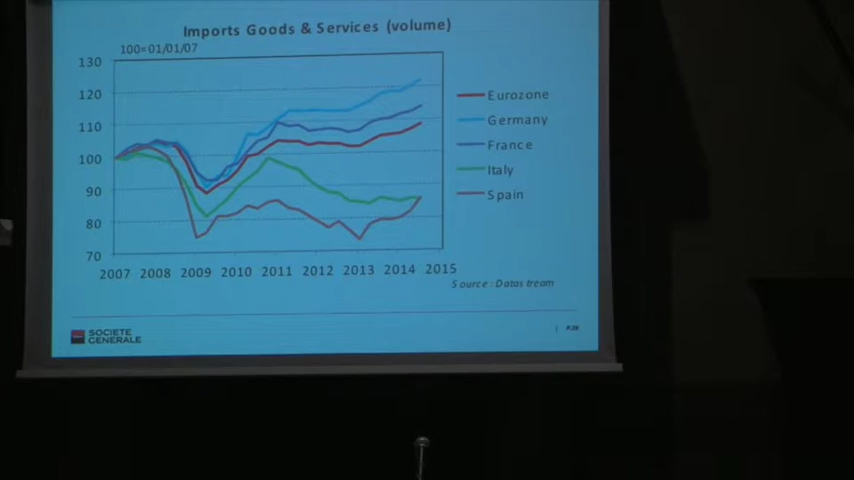 Imports Goods & Services (volume)
100=01/01/07
130
120
110
100
90
80
70
2007 2008 2009 2010 2011 2012 2013 2014 2015
Eurozone
Germany
France
Italy
Spain
Source : Datastream
SOCIETE
GENERALE
P.28